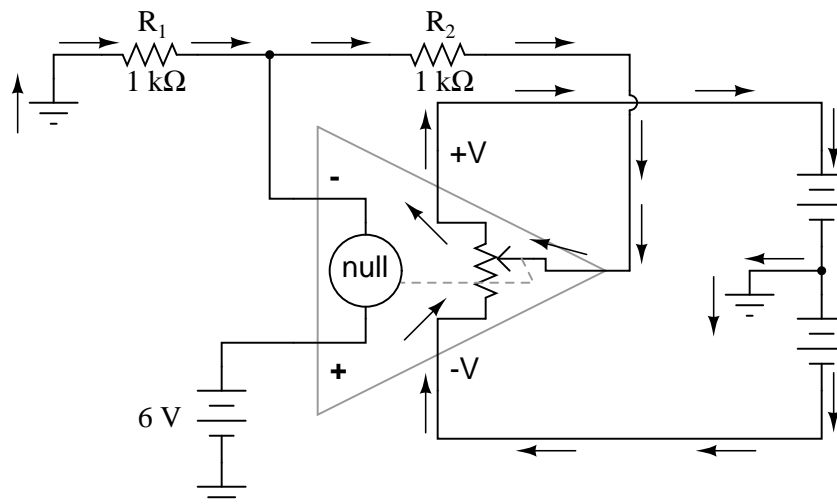 R1 R2
1 kΩ 1 kΩ
+V
-
null
+ -V
6 V